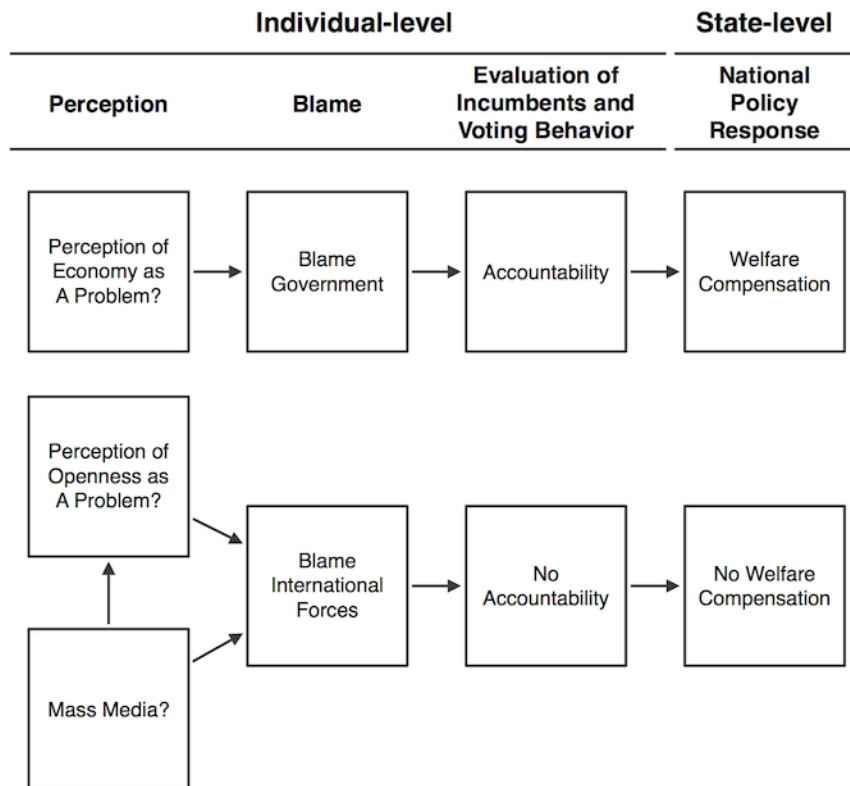 Individual-level
State-level
Perception
Blame
Evaluation of
Incumbents and
Voting Behavior
National
Policy
Response
Perception of
Economy as
A Problem?
Blame
Government
Accountability
Welfare
Compensation
Perception of
Openness as
A Problem?
Blame
International
Forces
No
Accountability
No Welfare
Compensation
Mass Media?